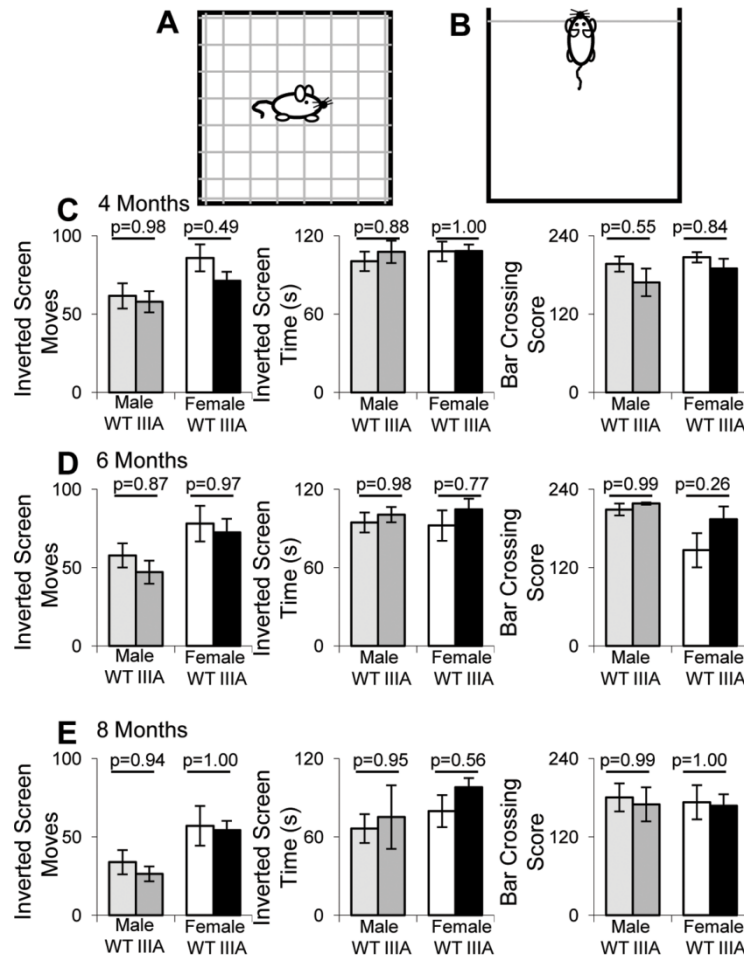 A
B
C 4 Months
p=0.98 p=0.49 p=0.88 p=1.00 p=0.55 p=0.84
Inverted Screen
Moves
100
50
0
Male Female
WT IIIA WT IIIA
Inverted Screen
Time (s)
120
60
0
Male Female
WT IIIA WT IIIA
Bar Crossing
Score
240
120
0
Male Female
WT IIIA WT IIIA
D 6 Months
p=0.87 p=0.97 p=0.98 p=0.77 p=0.99 p=0.26
Inverted Screen
Moves
100
50
0
Male Female
WT IIIA WT IIIA
Inverted Screen
Time (s)
120
60
0
Male Female
WT IIIA WT IIIA
Bar Crossing
Score
240
120
0
Male Female
WT IIIA WT IIIA
E 8 Months
p=0.94 p=1.00 p=0.95 p=0.56 p=0.99 p=1.00
Inverted Screen
Moves
100
50
0
Male Female
WT IIIA WT IIIA
Inverted Screen
Time (s)
120
60
0
Male Female
WT IIIA WT IIIA
Bar Crossing
Score
240
120
0
Male Female
WT IIIA WT IIIA